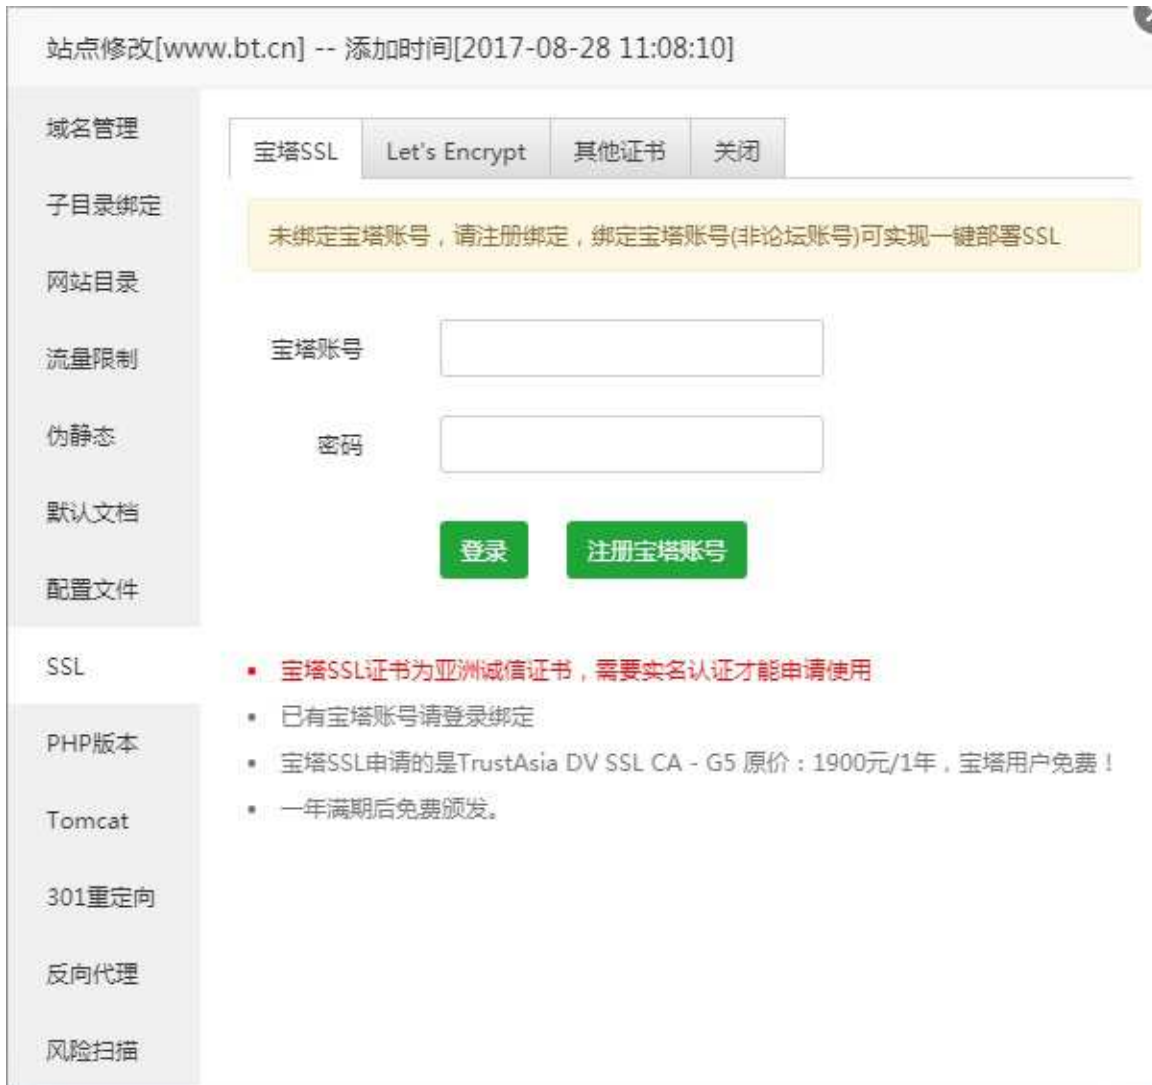 站点修改[www.bt.cn] -- 添加时间[2017-08-28 11:08:10]
域名管理
子目录绑定
网站目录
流量限制
伪静态
默认文档
配置文件
SSL
PHP版本
Tomcat
301重定向
反向代理
风险扫描
宝塔SSL Let's Encrypt 其他证书 关闭
未绑定宝塔账号，请注册绑定，绑定宝塔账号(非论坛账号)可实现一键部署SSL
宝塔账号
密码
登录 注册宝塔账号
宝塔SSL证书为亚洲诚信证书，需要实名认证才能申请使用
已有宝塔账号请登录绑定
宝塔SSL申请的是TrustAsia DV SSL CA - G5 原价：1900元/1年，宝塔用户免费！
一年满期后免费颁发。